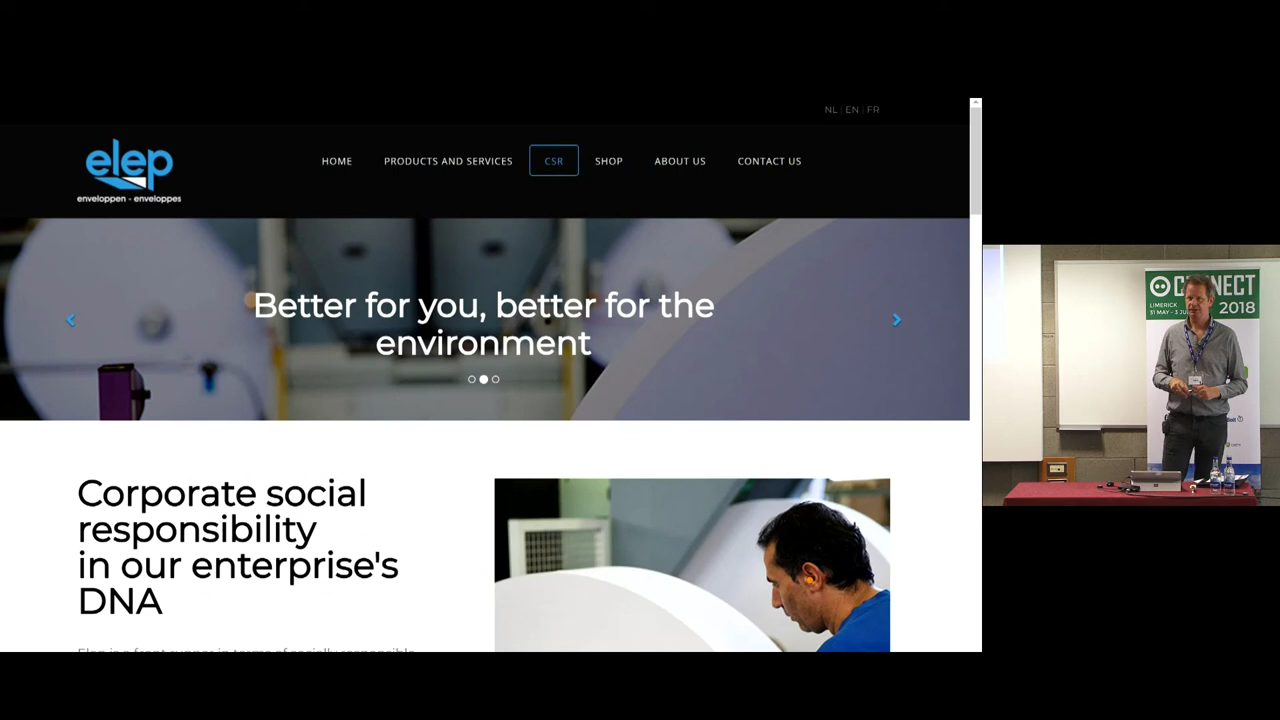 NL | EN | FR
elep
enveloppen - enveloppes
HOME PRODUCTS AND SERVICES CSR SHOP ABOUT US CONTACT US
Better for you, better for the
environment
Corporate social
responsibility
in our enterprise's
DNA
LIMERICK
2018